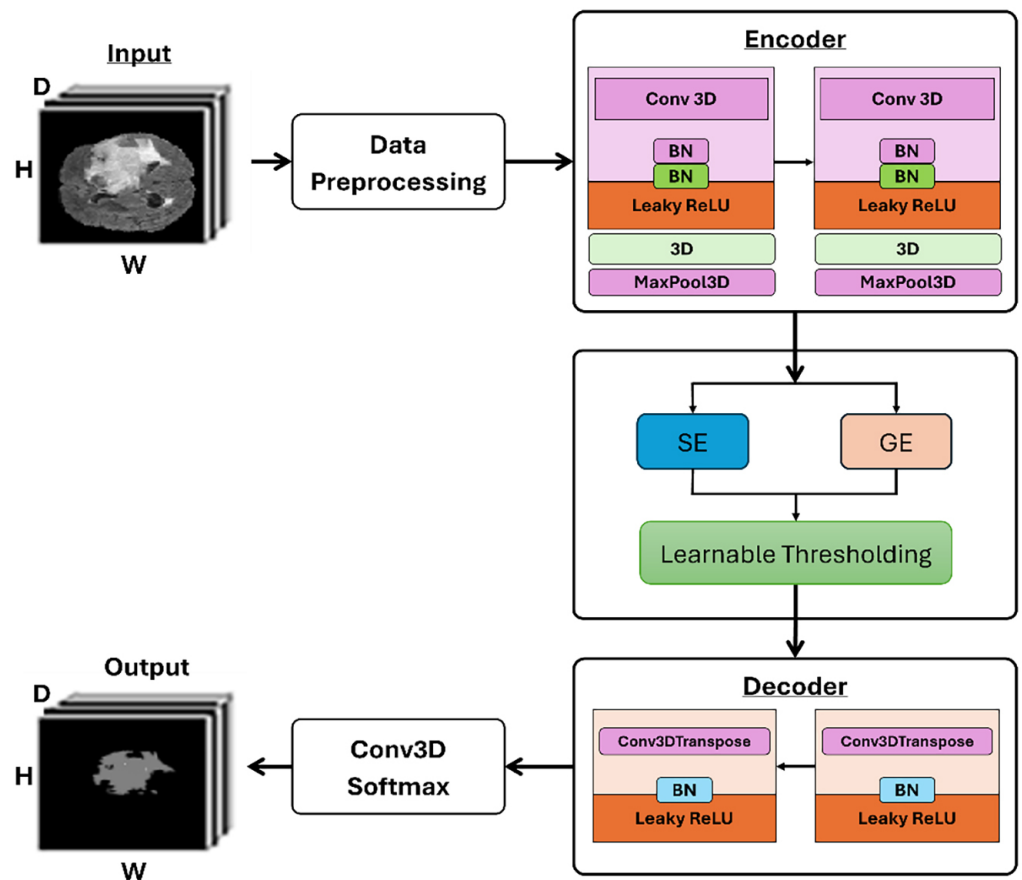 Input
D
H
W
Data
Preprocessing
Encoder
Conv 3D
BN
BN
Leaky ReLU
3D
MaxPool3D
Conv 3D
BN
BN
Leaky ReLU
3D
MaxPool3D
SE
GE
Learnable Thresholding
Decoder
Conv3DTranspose
BN
Leaky ReLU
Conv3DTranspose
BN
Leaky ReLU
Conv3D
Softmax
Output
D
H
W